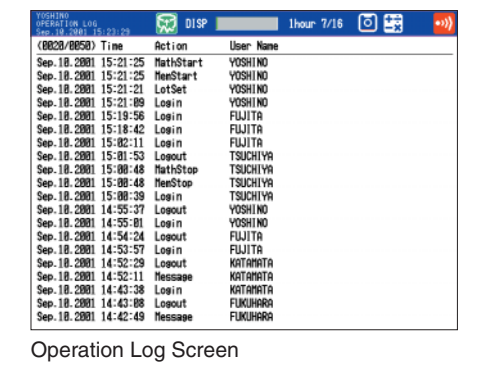 YOSHINO
OPERATION LOG
Sep.10.2001 15:23:29
DISP
1hour 7/16
(0020/0050) Time Action User Name
Sep.10.2001 15:21:25 MathStart YOSHINO
Sep.10.2001 15:21:25 MemStart YOSHINO
Sep.10.2001 15:21:21 LotSet YOSHINO
Sep.10.2001 15:21:09 Login YOSHINO
Sep.10.2001 15:19:56 Login FUJITA
Sep.10.2001 15:18:42 Login FUJITA
Sep.10.2001 15:02:11 Login FUJITA
Sep.10.2001 15:01:53 Logout TSUCHIYA
Sep.10.2001 15:00:48 MathStop TSUCHIYA
Sep.10.2001 15:00:48 MemStop TSUCHIYA
Sep.10.2001 15:00:39 Login TSUCHIYA
Sep.10.2001 14:55:37 Logout YOSHINO
Sep.10.2001 14:55:01 Login YOSHINO
Sep.10.2001 14:54:24 Logout FUJITA
Sep.10.2001 14:53:57 Login FUJITA
Sep.10.2001 14:52:29 Logout KATAMATA
Sep.10.2001 14:52:11 Message KATAMATA
Sep.10.2001 14:43:38 Login KATAMATA
Sep.10.2001 14:43:08 Logout FUKUHARA
Sep.10.2001 14:42:49 Message FUKUHARA
Operation Log Screen